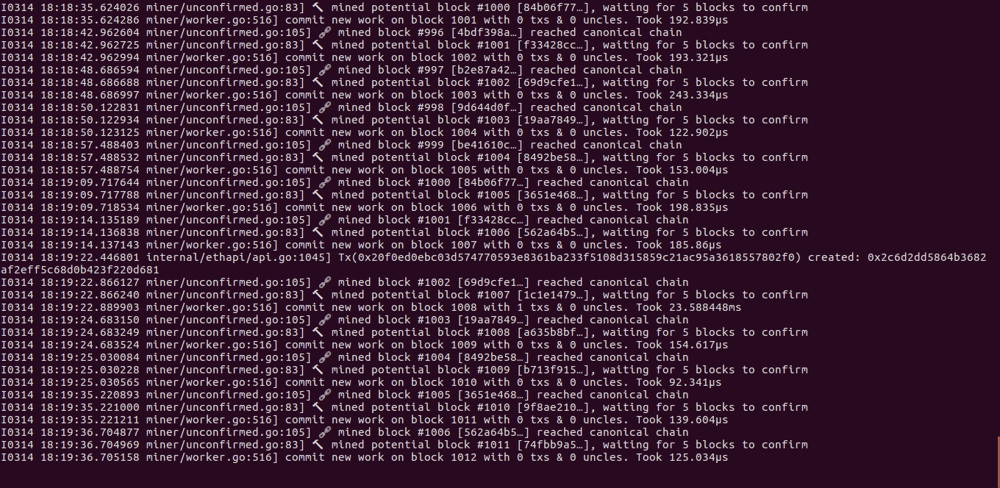 I0314 18:18:35.624026 miner/unconfirmed.go:83] 🔨 mined potential block #1000 [84b06f77…], waiting for 5 blocks to confirm
I0314 18:18:35.624286 miner/worker.go:516] commit new work on block 1001 with 0 txs & 0 uncles. Took 192.839µs
I0314 18:18:42.962604 miner/unconfirmed.go:105] 🔗 mined block #996 [4bdf398a…] reached canonical chain
I0314 18:18:42.962725 miner/unconfirmed.go:83] 🔨 mined potential block #1001 [f33428cc…], waiting for 5 blocks to confirm
I0314 18:18:42.962994 miner/worker.go:516] commit new work on block 1002 with 0 txs & 0 uncles. Took 193.321µs
I0314 18:18:48.686594 miner/unconfirmed.go:105] 🔗 mined block #997 [b2e87a42…] reached canonical chain
I0314 18:18:48.686688 miner/unconfirmed.go:83] 🔨 mined potential block #1002 [69d9cfe1…], waiting for 5 blocks to confirm
I0314 18:18:48.686997 miner/worker.go:516] commit new work on block 1003 with 0 txs & 0 uncles. Took 243.334µs
I0314 18:18:50.122831 miner/unconfirmed.go:105] 🔗 mined block #998 [9d644d0f…] reached canonical chain
I0314 18:18:50.122934 miner/unconfirmed.go:83] 🔨 mined potential block #1003 [19aa7849…], waiting for 5 blocks to confirm
I0314 18:18:50.123125 miner/worker.go:516] commit new work on block 1004 with 0 txs & 0 uncles. Took 122.902µs
I0314 18:18:57.488403 miner/unconfirmed.go:105] 🔗 mined block #999 [be41610c…] reached canonical chain
I0314 18:18:57.488532 miner/unconfirmed.go:83] 🔨 mined potential block #1004 [8492be58…], waiting for 5 blocks to confirm
I0314 18:18:57.488754 miner/worker.go:516] commit new work on block 1005 with 0 txs & 0 uncles. Took 153.004µs
I0314 18:19:09.717644 miner/unconfirmed.go:105] 🔗 mined block #1000 [84b06f77…] reached canonical chain
I0314 18:19:09.717788 miner/unconfirmed.go:83] 🔨 mined potential block #1005 [3651e468…], waiting for 5 blocks to confirm
I0314 18:19:09.718534 miner/worker.go:516] commit new work on block 1006 with 0 txs & 0 uncles. Took 198.835µs
I0314 18:19:14.135189 miner/unconfirmed.go:105] 🔗 mined block #1001 [f33428cc…] reached canonical chain
I0314 18:19:14.136838 miner/unconfirmed.go:83] 🔨 mined potential block #1006 [562a64b5…], waiting for 5 blocks to confirm
I0314 18:19:14.137143 miner/worker.go:516] commit new work on block 1007 with 0 txs & 0 uncles. Took 185.86µs
I0314 18:19:22.446801 internal/ethapi/api.go:1045] Tx(0x20f0ed0ebc03d574770593e8361ba233f5108d315859c21ac95a3618557802f0) created: 0x2c6d2dd5864b3682
af2eff5c68d0b423f220d681
I0314 18:19:22.866127 miner/unconfirmed.go:105] 🔗 mined block #1002 [69d9cfe1…] reached canonical chain
I0314 18:19:22.866240 miner/unconfirmed.go:83] 🔨 mined potential block #1007 [1c1e1479…], waiting for 5 blocks to confirm
I0314 18:19:22.889903 miner/worker.go:516] commit new work on block 1008 with 1 txs & 0 uncles. Took 23.588448ms
I0314 18:19:24.683150 miner/unconfirmed.go:105] 🔗 mined block #1003 [19aa7849…] reached canonical chain
I0314 18:19:24.683249 miner/unconfirmed.go:83] 🔨 mined potential block #1008 [a635b8bf…], waiting for 5 blocks to confirm
I0314 18:19:24.683524 miner/worker.go:516] commit new work on block 1009 with 0 txs & 0 uncles. Took 154.617µs
I0314 18:19:25.030084 miner/unconfirmed.go:105] 🔗 mined block #1004 [8492be58…] reached canonical chain
I0314 18:19:25.030228 miner/unconfirmed.go:83] 🔨 mined potential block #1009 [b713f915…], waiting for 5 blocks to confirm
I0314 18:19:25.030565 miner/worker.go:516] commit new work on block 1010 with 0 txs & 0 uncles. Took 92.341µs
I0314 18:19:35.220893 miner/unconfirmed.go:105] 🔗 mined block #1005 [3651e468…] reached canonical chain
I0314 18:19:35.221000 miner/unconfirmed.go:83] 🔨 mined potential block #1010 [9f8ae210…], waiting for 5 blocks to confirm
I0314 18:19:35.221211 miner/worker.go:516] commit new work on block 1011 with 0 txs & 0 uncles. Took 139.604µs
I0314 18:19:36.704877 miner/unconfirmed.go:105] 🔗 mined block #1006 [562a64b5…] reached canonical chain
I0314 18:19:36.704969 miner/unconfirmed.go:83] 🔨 mined potential block #1011 [74fbb9a5…], waiting for 5 blocks to confirm
I0314 18:19:36.705158 miner/worker.go:516] commit new work on block 1012 with 0 txs & 0 uncles. Took 125.034µs